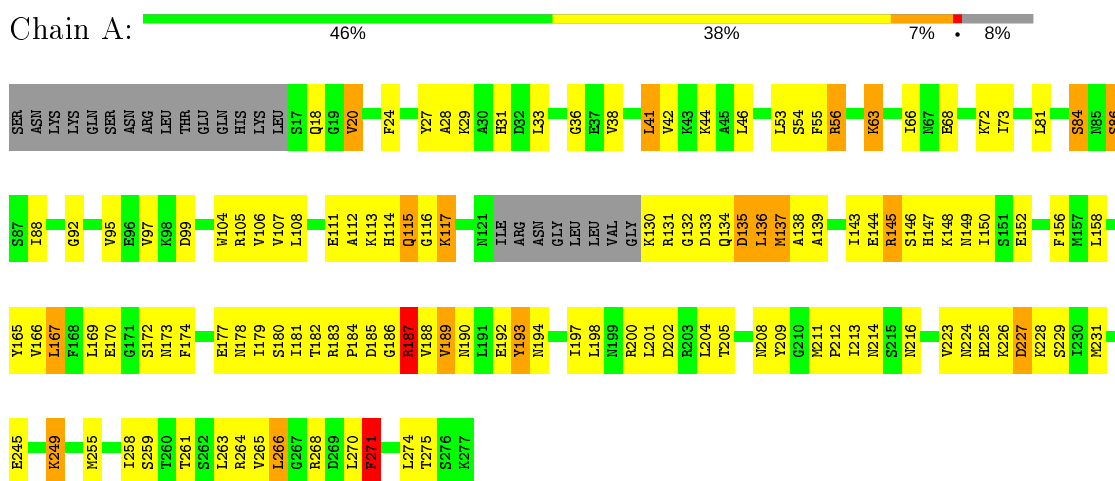 Chain A:
46% 38% 7% • 8%
SER ASN LYS LYS GLN SER ASN ARG LEU THR GLU GLN HIS LYS LEU S17 Q18 G19 V20 F24 Y27 A28 K29 A30 H31 D32 L33 G36 E37 V38 L41 V42 K43 K44 A45 L46 L53 S54 F55 R56 K63 I66 N67 E68 K72 I73 L81 S84 N85 S86
S87 I88 G92 V95 E96 V97 K98 D99 W104 R105 V106 V107 L108 E111 A112 K113 H114 Q115 G116 K117 N121 ILE ARG ASN GLY LEU LEU VAL GLY K130 R131 G132 D133 Q134 D135 L136 M137 A138 A139 I143 E144 R145 S146 H147 K148 N149 I150 S151 E152 F156 M157 L158
Y165 V166 L167 F168 L169 E170 G171 S172 N173 F174 E177 N178 I179 S180 I181 T182 R183 P184 D185 G186 R187 V188 V189 N190 L191 E192 Y193 N194 I197 L198 N199 R200 L201 D202 R203 L204 T205 N208 Y209 G210 M211 P212 I213 N214 S215 N216 V223 N224 H225 K226 D227 K228 S229 I230 M231
E245 K249 M255 I258 S259 T260 T261 S262 L263 R264 V265 L266 G267 R268 D269 L270 F271 L274 T275 S276 K277